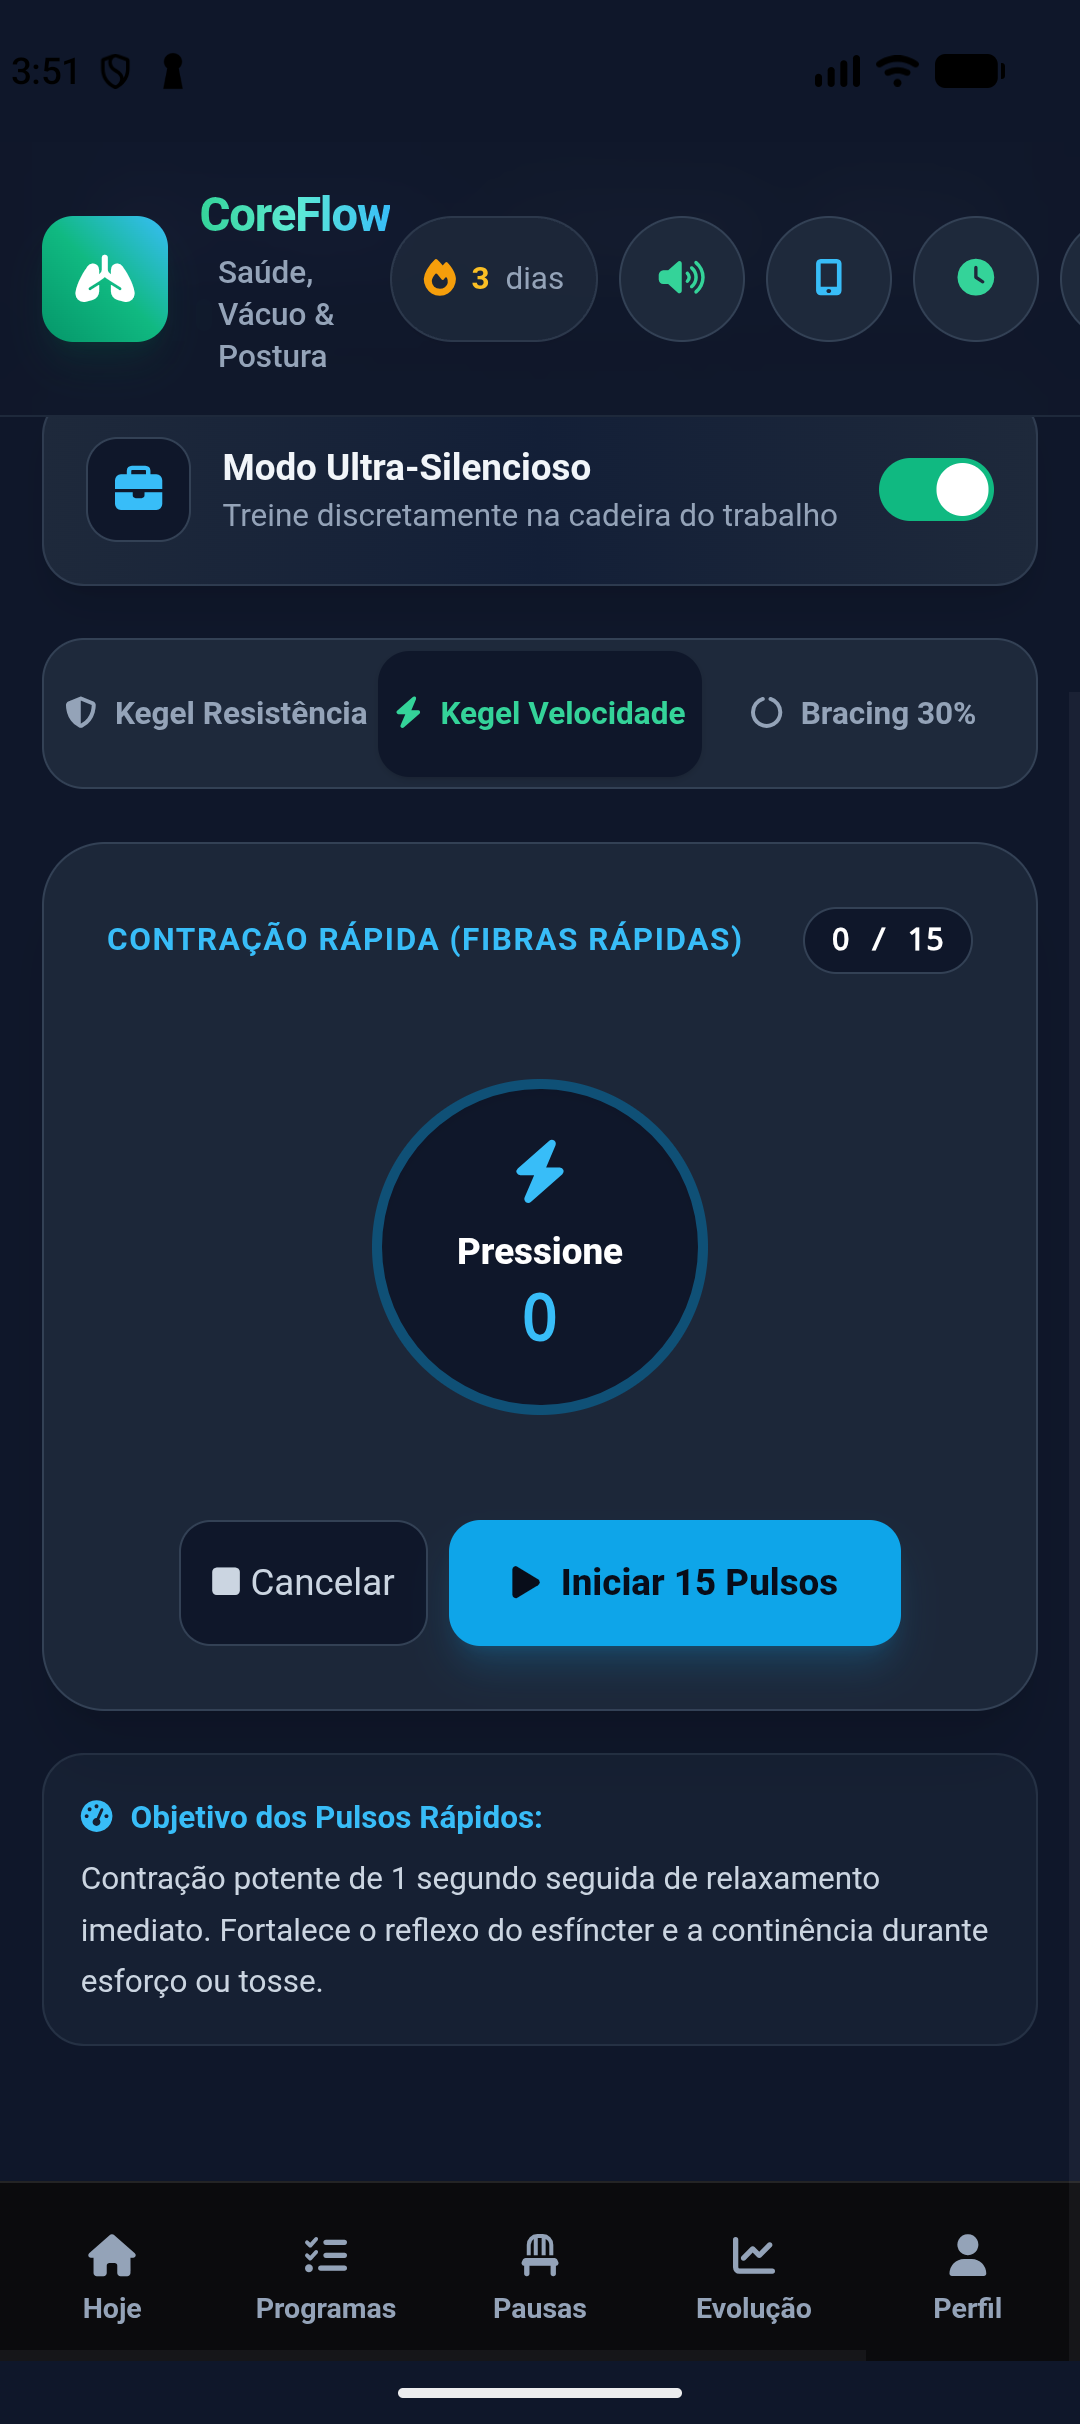 3:51
CoreFlow
Saúde,
Vácuo &
Postura
3 dias
Modo Ultra-Silencioso
Treine discretamente na cadeira do trabalho
Kegel Resistência
Kegel Velocidade
Bracing 30%
CONTRAÇÃO RÁPIDA (FIBRAS RÁPIDAS)
0 / 15
Pressione
0
Cancelar
Iniciar 15 Pulsos
Objetivo dos Pulsos Rápidos:
Contração potente de 1 segundo seguida de relaxamento
imediato. Fortalece o reflexo do esfíncter e a continência durante
esforço ou tosse.
Hoje
Programas
Pausas
Evolução
Perfil